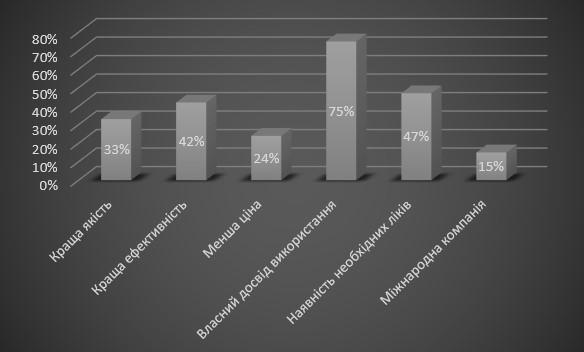 80%
70%
60%
50%
40%
30%
20%
10%
0%
33%
42%
24%
75%
47%
15%
Краща якість
Краща ефективність
Менша ціна
Власний досвід використання
Наявність необхідних ліків
Міжнародна компанія